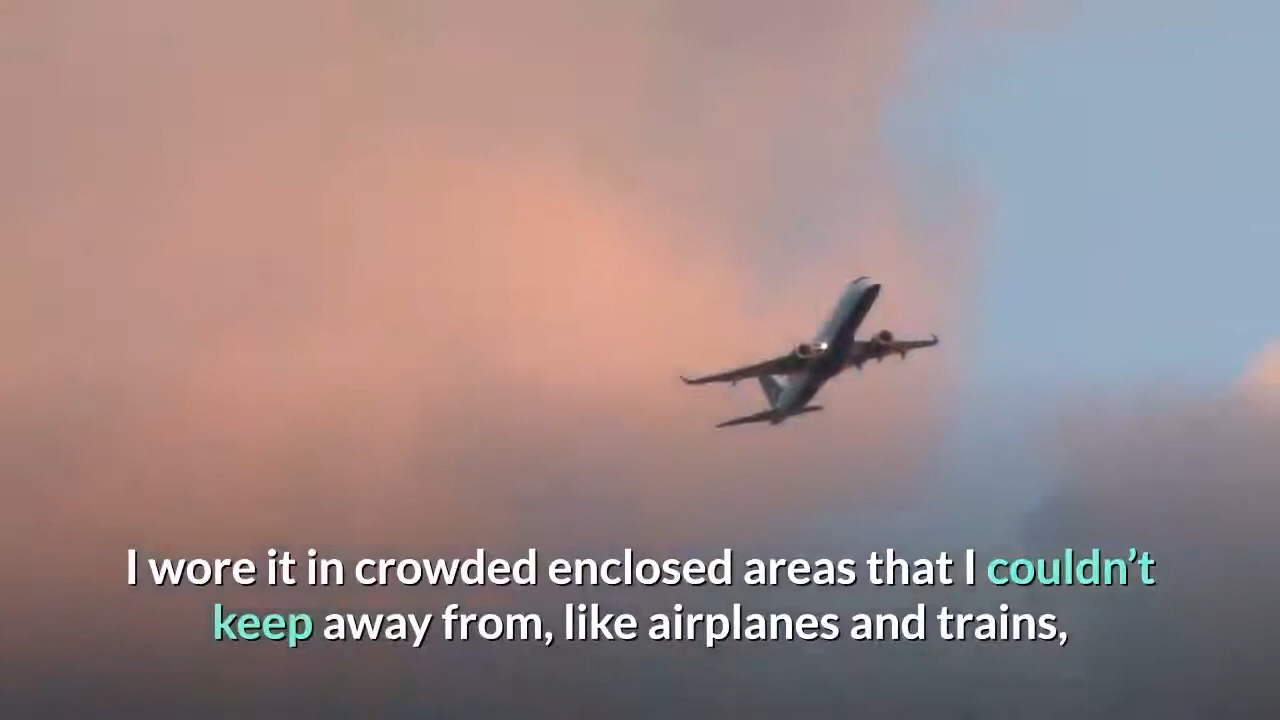 I wore it in crowded enclosed areas that I couldn’t
keep away from, like airplanes and trains,